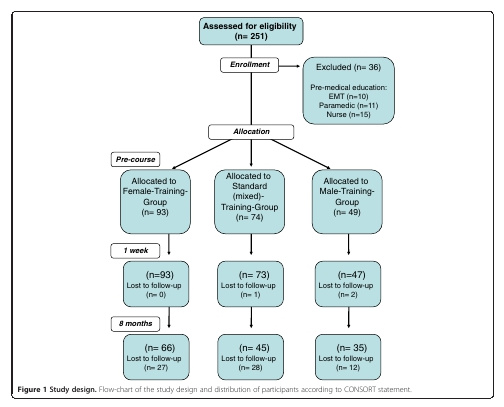 Assessed for eligibility
(n= 251)
Enrollment
Excluded (n= 36)
Pre-medical education:
EMT (n=10)
Paramedic (n=11)
Nurse (n=15)
Allocation
Pre-course
Allocated to
Female-Training-
Group
(n= 93)
Allocated to
Standard
(mixed)-
Training-Group
(n= 74)
Allocated to
Male-Training-
Group
(n= 49)
1 week
(n=93)
Lost to follow-up
(n= 0)
(n= 73)
Lost to follow-up
(n= 1)
(n=47)
Lost to follow-up
(n= 2)
8 months
(n= 66)
Lost to follow-up
(n= 27)
(n= 45)
Lost to follow-up
(n= 28)
(n= 35)
Lost to follow-up
(n= 12)
Figure 1 Study design. Flow-chart of the study design and distribution of participants according to CONSORT statement.